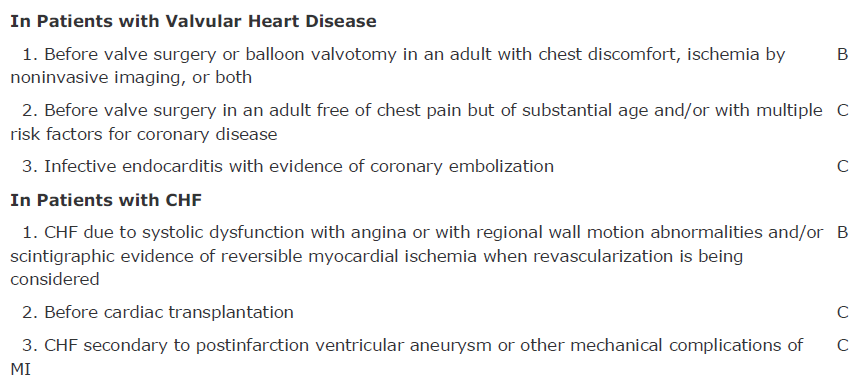 In Patients with Valvular Heart Disease
1. Before valve surgery or balloon valvotomy in an adult with chest discomfort, ischemia by B
noninvasive imaging, or both
2. Before valve surgery in an adult free of chest pain but of substantial age and/or with multiple C
risk factors for coronary disease
3. Infective endocarditis with evidence of coronary embolization C
In Patients with CHF
1. CHF due to systolic dysfunction with angina or with regional wall motion abnormalities and/or B
scintigraphic evidence of reversible myocardial ischemia when revascularization is being
considered
2. Before cardiac transplantation C
3. CHF secondary to postinfarction ventricular aneurysm or other mechanical complications of C
MI